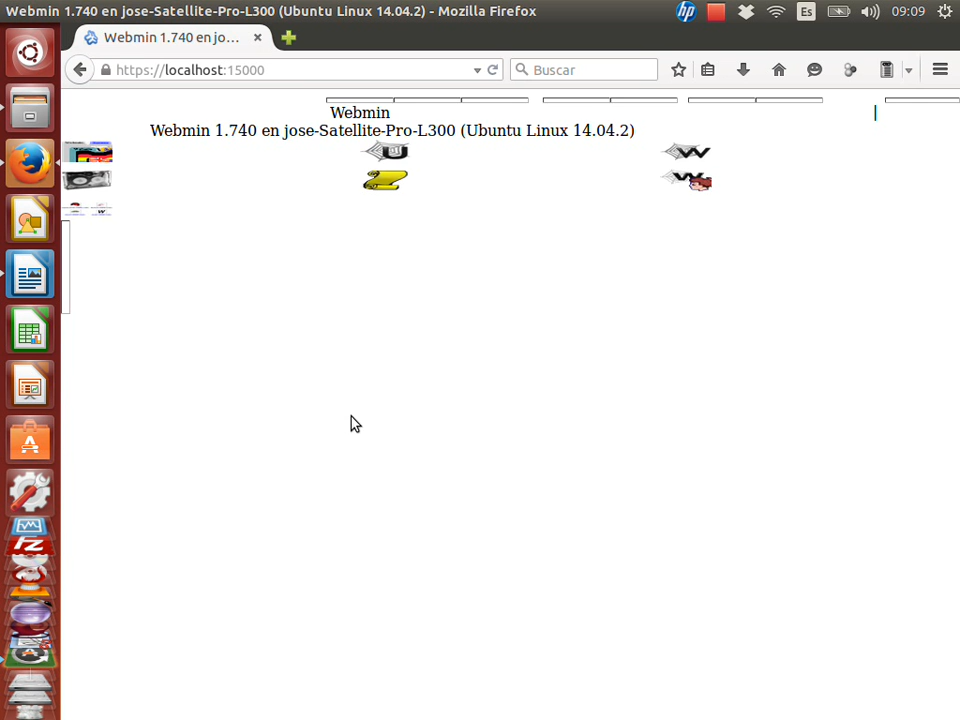 Webmin 1.740 en jose-Satellite-Pro-L300 (Ubuntu Linux 14.04.2) - Mozilla Firefox
hp
Es
09:09
Webmin 1.740 en jo...
https://localhost:15000
Buscar
Webmin
|
Webmin 1.740 en jose-Satellite-Pro-L300 (Ubuntu Linux 14.04.2)